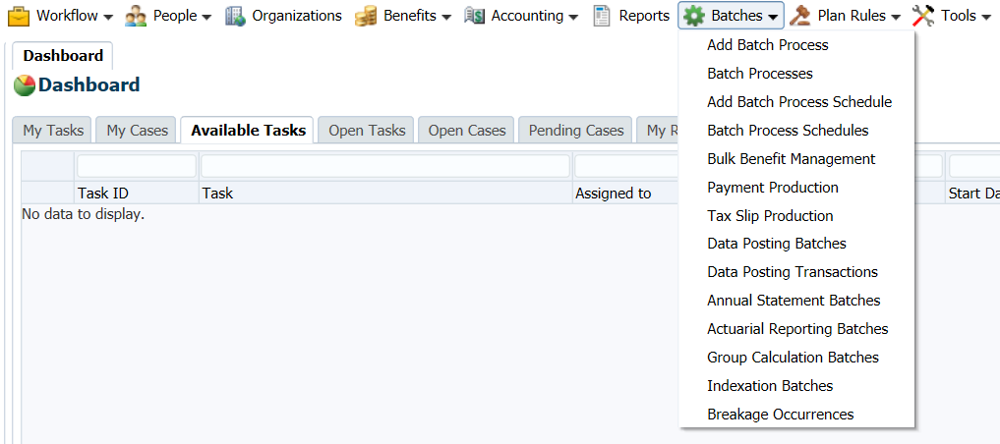 Workflow People Organizations Benefits Accounting Reports Batches Plan Rules Tools
Dashboard
Dashboard
My Tasks My Cases Available Tasks Open Tasks Open Cases Pending Cases My R
Task ID Task Assigned to Start Da
No data to display.
Add Batch Process
Batch Processes
Add Batch Process Schedule
Batch Process Schedules
Bulk Benefit Management
Payment Production
Tax Slip Production
Data Posting Batches
Data Posting Transactions
Annual Statement Batches
Actuarial Reporting Batches
Group Calculation Batches
Indexation Batches
Breakage Occurrences